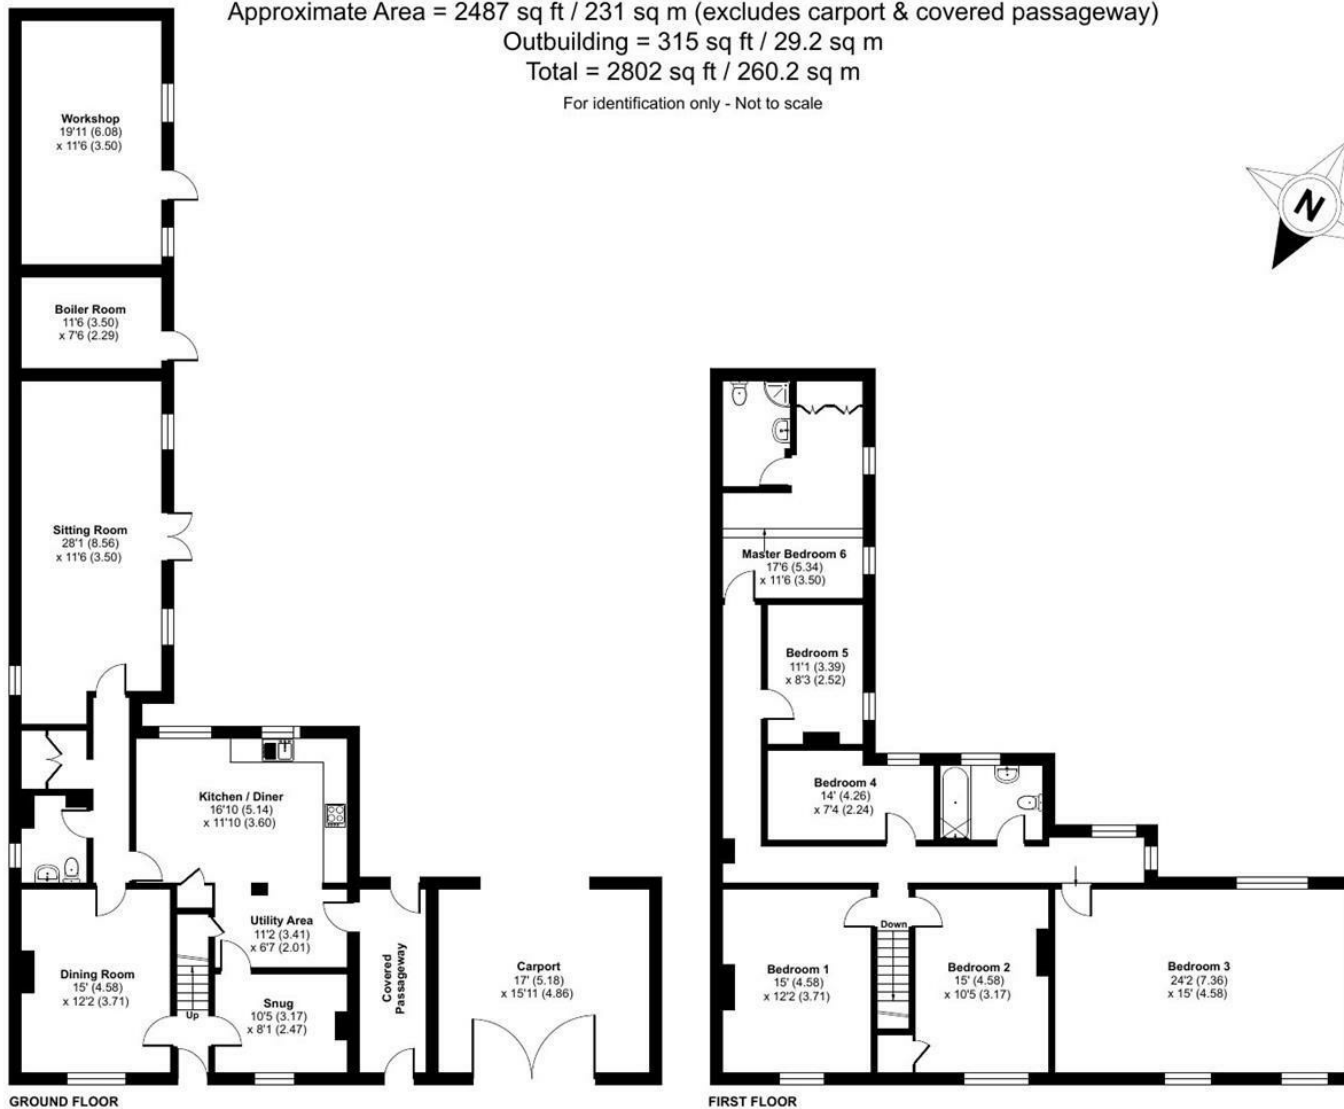 Approximate Area = 2487 sq ft / 231 sq m (excludes carport & covered passageway)
Outbuilding = 315 sq ft / 29.2 sq m
Total = 2802 sq ft / 260.2 sq m
For identification only - Not to scale
N
Workshop
19'11 (6.08)
x 11'6 (3.50)
Boiler Room
11'6 (3.50)
x 7'6 (2.29)
Sitting Room
28'1 (8.56)
x 11'6 (3.50)
Kitchen / Diner
16'10 (5.14)
x 11'10 (3.60)
Utility Area
11'2 (3.41)
x 6'7 (2.01)
Dining Room
15' (4.58)
x 12'2 (3.71)
Up
Snug
10'5 (3.17)
x 8'1 (2.47)
Covered
Passageway
Carport
17' (5.18)
x 15'11 (4.86)
GROUND FLOOR
Master Bedroom 6
17'6 (5.34)
x 11'6 (3.50)
Bedroom 5
11'1 (3.39)
x 8'3 (2.52)
Bedroom 4
14' (4.26)
x 7'4 (2.24)
Down
Bedroom 1
15' (4.58)
x 12'2 (3.71)
Bedroom 2
15' (4.58)
x 10'5 (3.17)
Bedroom 3
24'2 (7.36)
x 15' (4.58)
FIRST FLOOR